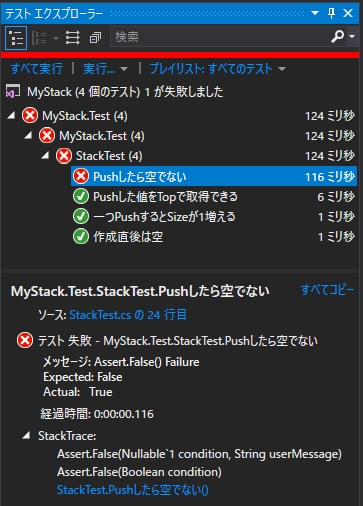 テスト エクスプローラー
検索
すべて実行 | 実行... | プレイリスト: すべてのテスト
MyStack (4 個のテスト) 1 が失敗しました
MyStack.Test (4) 124 ミリ秒
MyStack.Test (4) 124 ミリ秒
StackTest (4) 124 ミリ秒
Pushしたら空でない 116 ミリ秒
Pushした値をTopで取得できる 6 ミリ秒
一つPushするとSizeが1増える 1 ミリ秒
作成直後は空 1 ミリ秒
MyStack.Test.StackTest.Pushしたら空でない すべてコピー
ソース: StackTest.cs の 24 行目
テスト 失敗 - MyStack.Test.StackTest.Pushしたら空でない
メッセージ: Assert.False() Failure
Expected: False
Actual: True
経過時間: 0:00:00.116
StackTrace:
Assert.False(Nullable`1 condition, String userMessage)
Assert.False(Boolean condition)
StackTest.Pushしたら空でない()